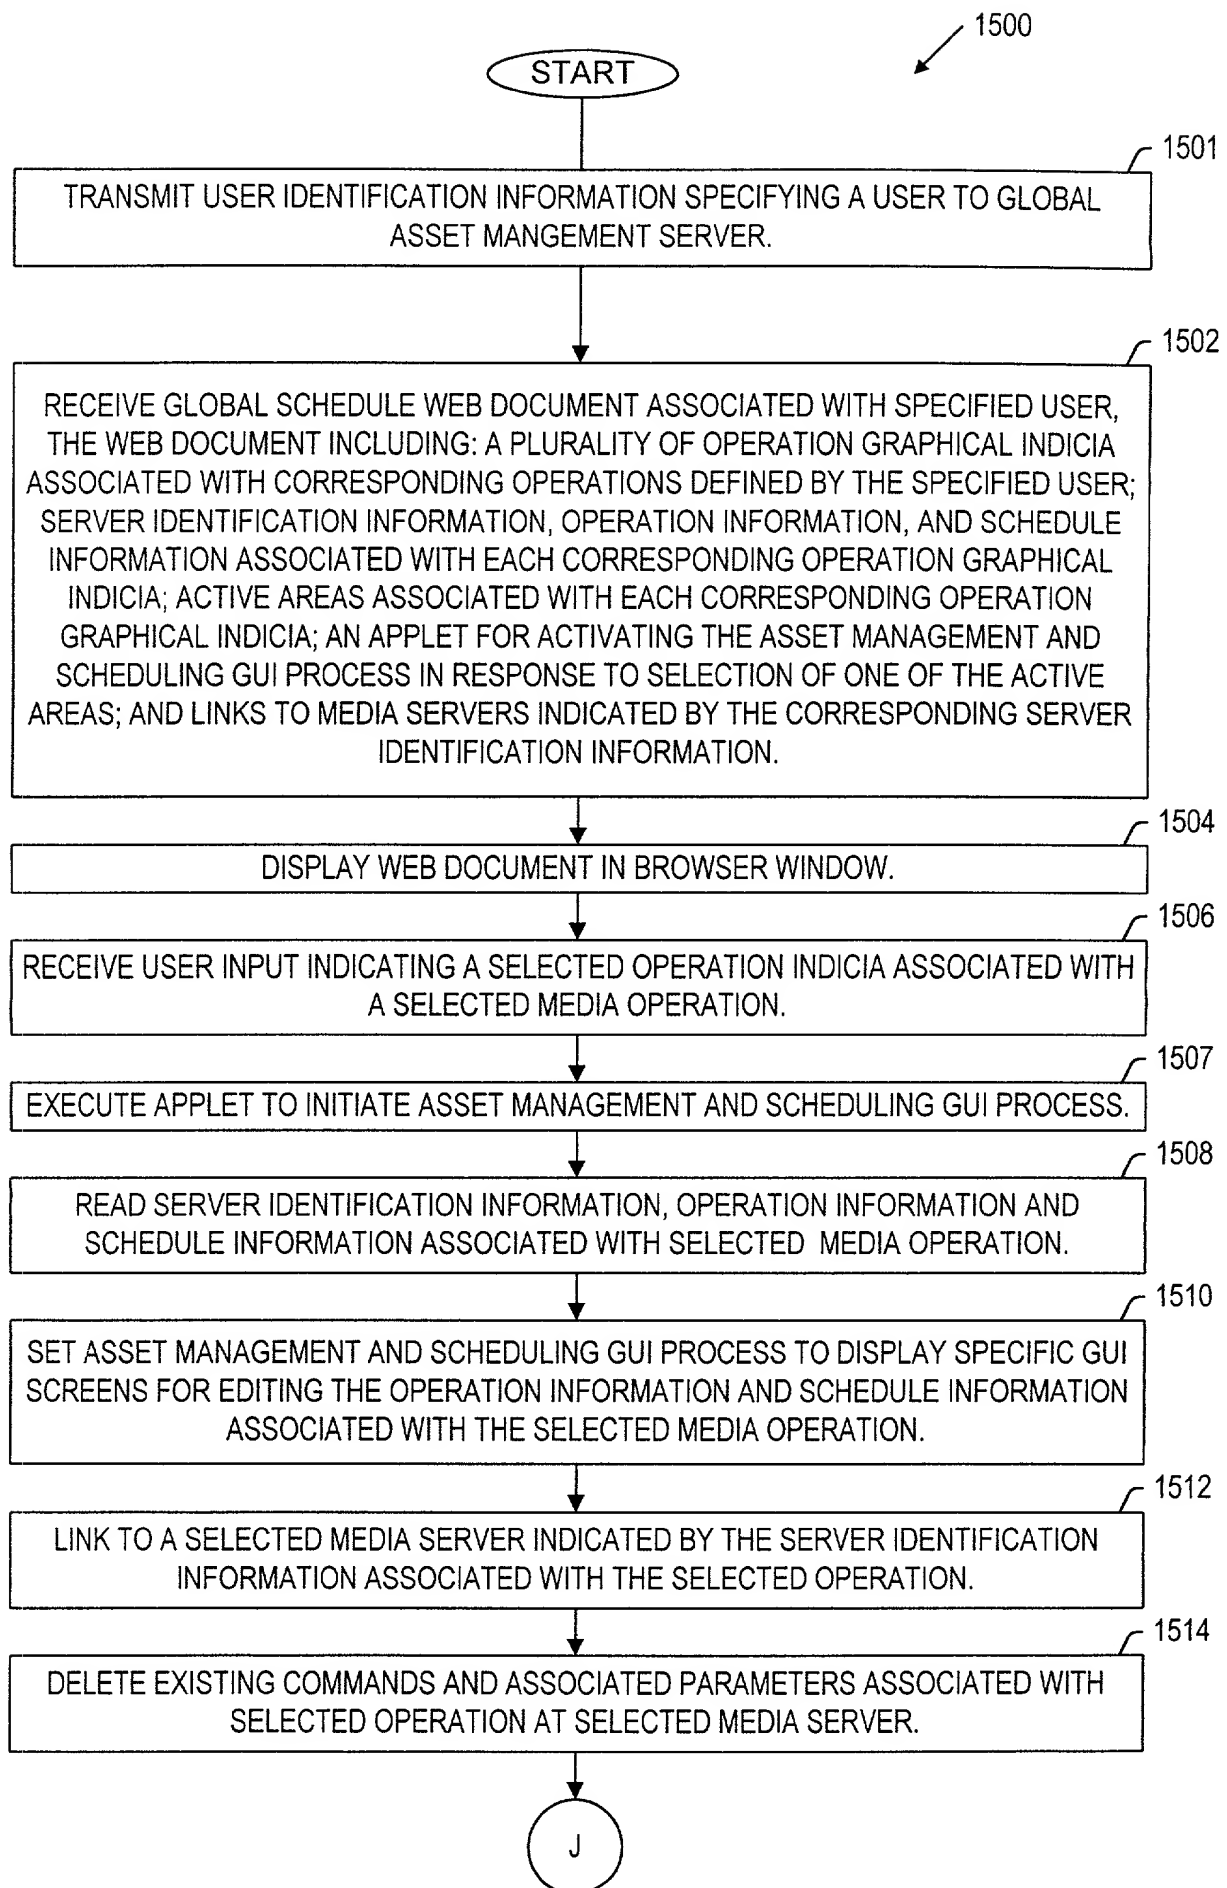 1500
START
1501
TRANSMIT USER IDENTIFICATION INFORMATION SPECIFYING A USER TO GLOBAL
ASSET MANGEMENT SERVER.
1502
RECEIVE GLOBAL SCHEDULE WEB DOCUMENT ASSOCIATED WITH SPECIFIED USER,
THE WEB DOCUMENT INCLUDING: A PLURALITY OF OPERATION GRAPHICAL INDICIA
ASSOCIATED WITH CORRESPONDING OPERATIONS DEFINED BY THE SPECIFIED USER;
SERVER IDENTIFICATION INFORMATION, OPERATION INFORMATION, AND SCHEDULE
INFORMATION ASSOCIATED WITH EACH CORRESPONDING OPERATION GRAPHICAL
INDICIA; ACTIVE AREAS ASSOCIATED WITH EACH CORRESPONDING OPERATION
GRAPHICAL INDICIA; AN APPLET FOR ACTIVATING THE ASSET MANAGEMENT AND
SCHEDULING GUI PROCESS IN RESPONSE TO SELECTION OF ONE OF THE ACTIVE
AREAS; AND LINKS TO MEDIA SERVERS INDICATED BY THE CORRESPONDING SERVER
IDENTIFICATION INFORMATION.
1504
DISPLAY WEB DOCUMENT IN BROWSER WINDOW.
1506
RECEIVE USER INPUT INDICATING A SELECTED OPERATION INDICIA ASSOCIATED WITH
A SELECTED MEDIA OPERATION.
1507
EXECUTE APPLET TO INITIATE ASSET MANAGEMENT AND SCHEDULING GUI PROCESS.
1508
READ SERVER IDENTIFICATION INFORMATION, OPERATION INFORMATION AND
SCHEDULE INFORMATION ASSOCIATED WITH SELECTED MEDIA OPERATION.
1510
SET ASSET MANAGEMENT AND SCHEDULING GUI PROCESS TO DISPLAY SPECIFIC GUI
SCREENS FOR EDITING THE OPERATION INFORMATION AND SCHEDULE INFORMATION
ASSOCIATED WITH THE SELECTED MEDIA OPERATION.
1512
LINK TO A SELECTED MEDIA SERVER INDICATED BY THE SERVER IDENTIFICATION
INFORMATION ASSOCIATED WITH THE SELECTED OPERATION.
1514
DELETE EXISTING COMMANDS AND ASSOCIATED PARAMETERS ASSOCIATED WITH
SELECTED OPERATION AT SELECTED MEDIA SERVER.
J